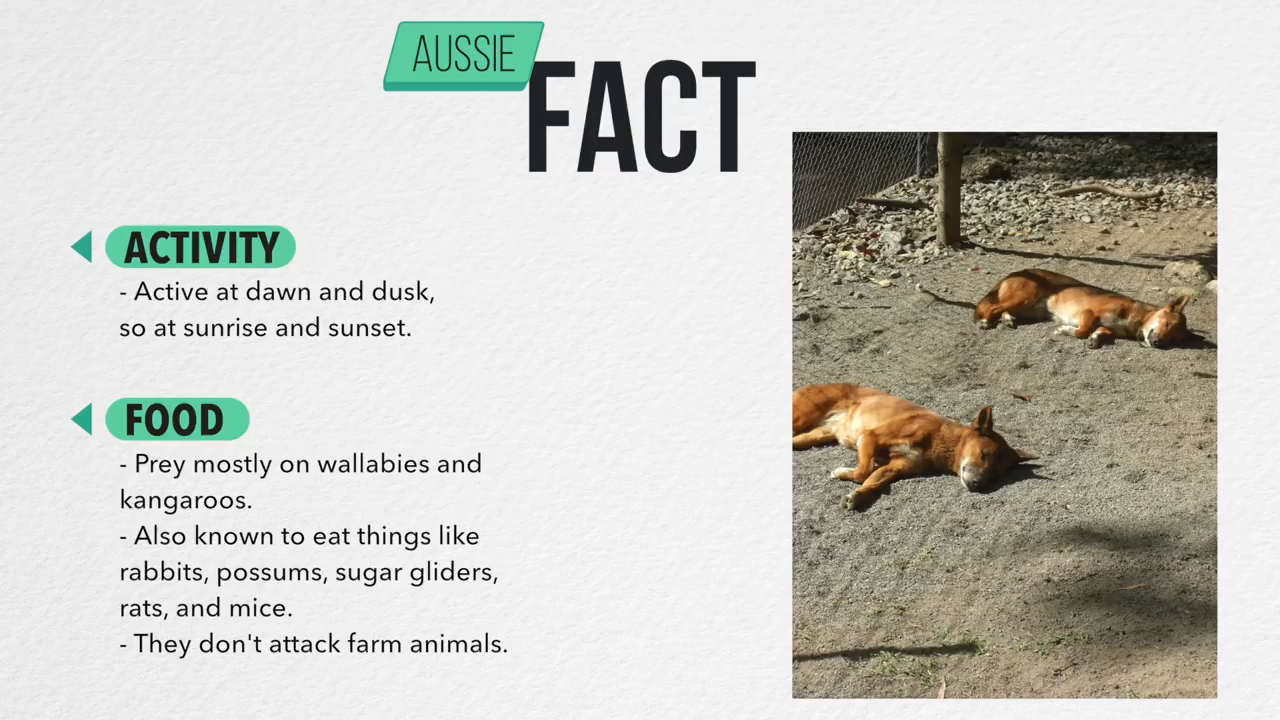 AUSSIE
FACT
ACTIVITY
- Active at dawn and dusk,
so at sunrise and sunset.
FOOD
- Prey mostly on wallabies and
kangaroos.
- Also known to eat things like
rabbits, possums, sugar gliders,
rats, and mice.
- They don't attack farm animals.